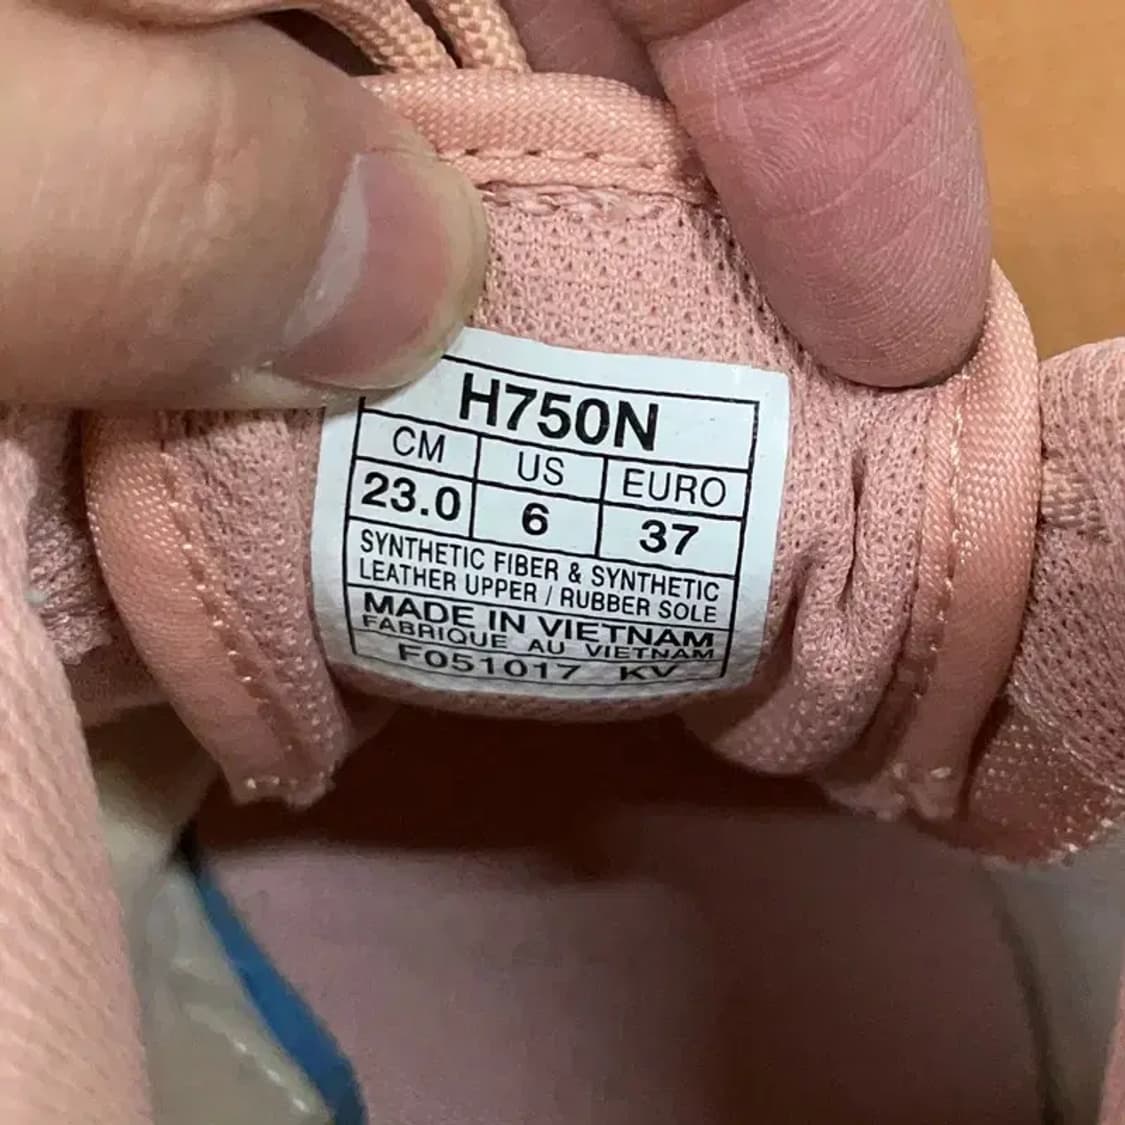 H750N
CM US EURO
23.0 6 37
SYNTHETIC FIBER & SYNTHETIC
LEATHER UPPER / RUBBER SOLE
MADE IN VIETNAM
FABRIQUE AU VIETNAM
F051017 KV